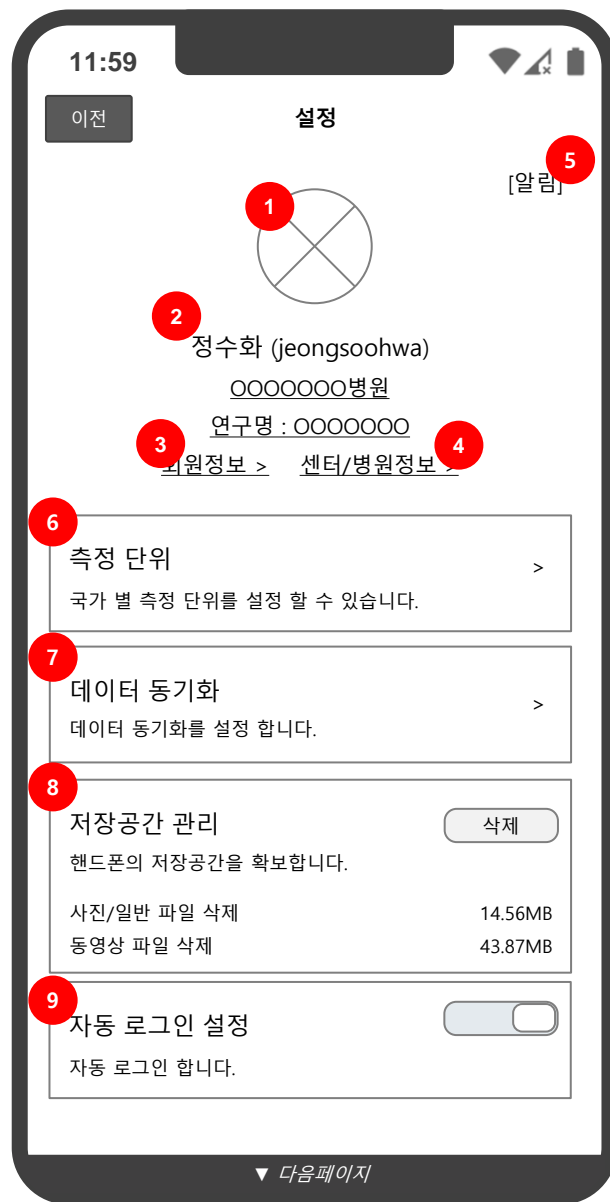 11:59
이전
설정
5
[알림]
1
2
정수화 (jeongsoohwa)
OOOOOOO병원
연구명 : OOOOOOO
3
4
회원정보 >
센터/병원정보 >
6
측정 단위
>
국가 별 측정 단위를 설정 할 수 있습니다.
7
데이터 동기화
>
데이터 동기화를 설정 합니다.
8
저장공간 관리
삭제
핸드폰의 저장공간을 확보합니다.
사진/일반 파일 삭제 14.56MB
동영상 파일 삭제 43.87MB
9
자동 로그인 설정
자동 로그인 합니다.
▼ 다음페이지